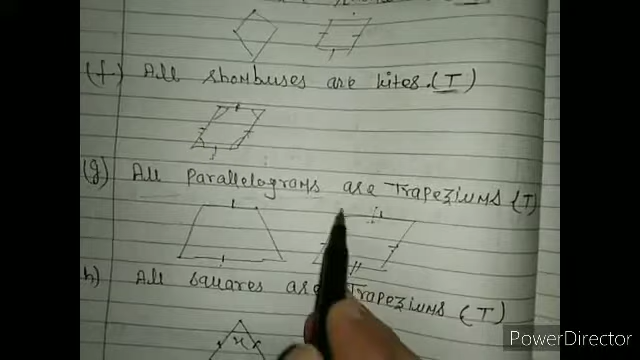 (f) All rhombuses are kites. (T)
(g) All Parallelograms are Trapeziums (T)
h) All squares are Trapeziums (T)
x
PowerDirector